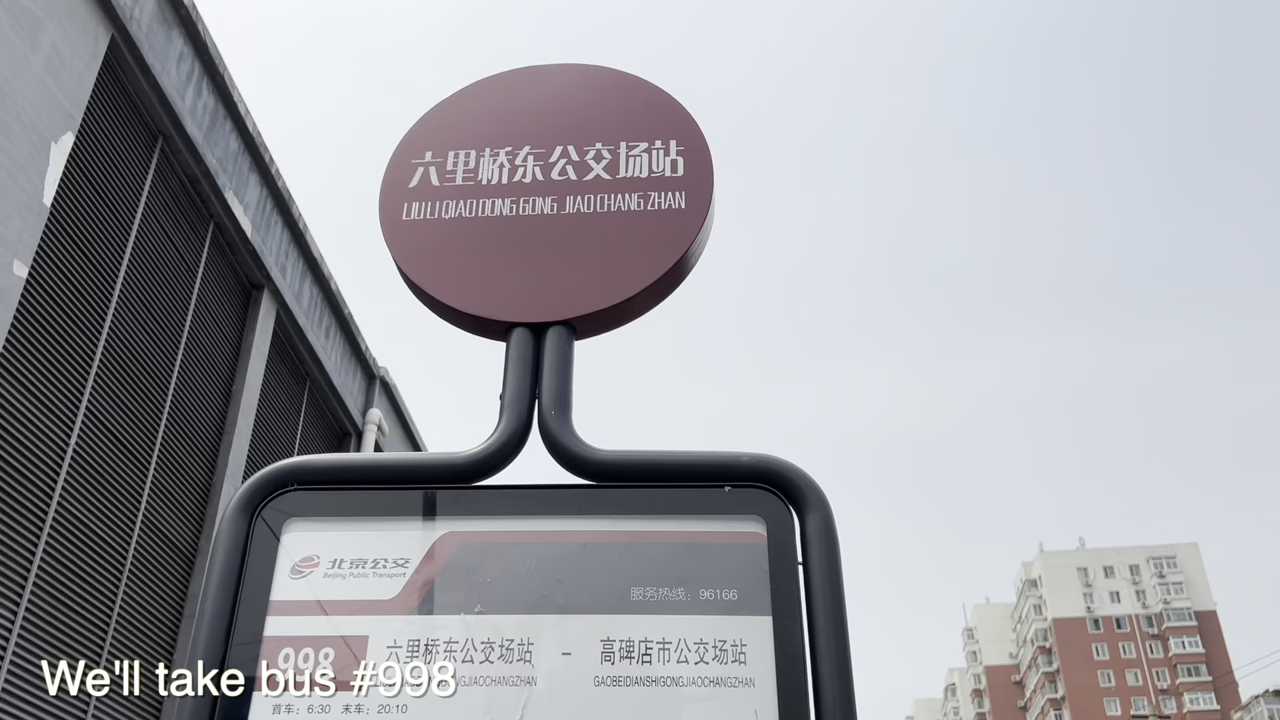 六里桥东公交场站
LIU LI QIAO DONG GONG JIAO CHANG ZHAN
北京公交
Beijing Public Transport
服务热线：96166
998
六里桥东公交场站 - 高碑店市公交场站
GAOBEIDIANSHIGONGJIAOCHANGZHAN
首车：6:30 末车：20:10
We'll take bus #998